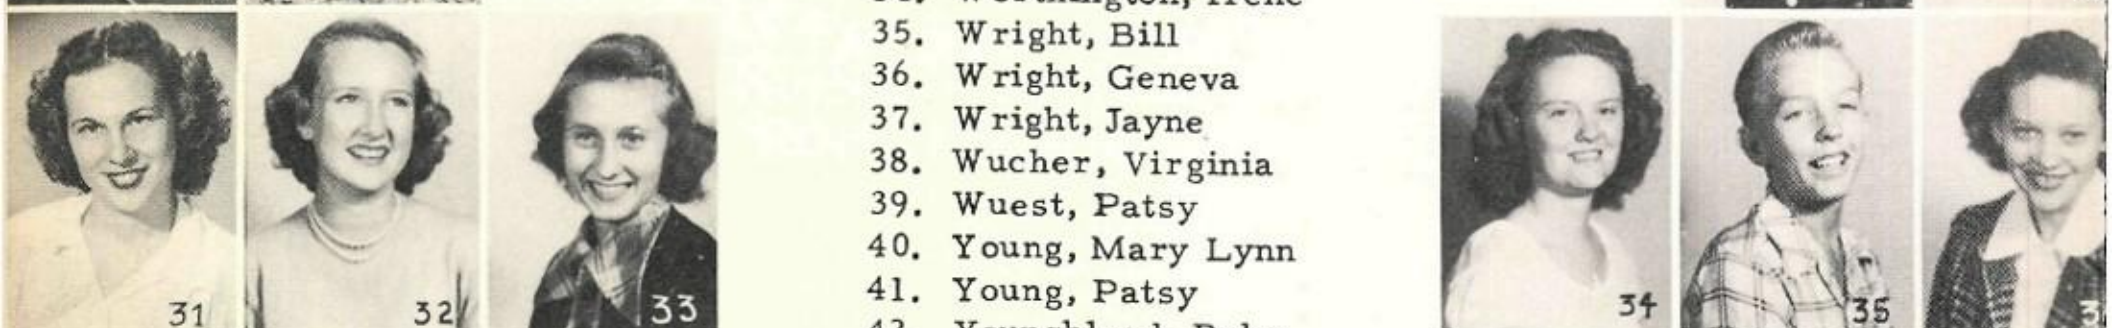 31
32
33
35. Wright, Bill
36. Wright, Geneva
37. Wright, Jayne
38. Wucher, Virginia
39. Wuest, Patsy
40. Young, Mary Lynn
41. Young, Patsy
34
35